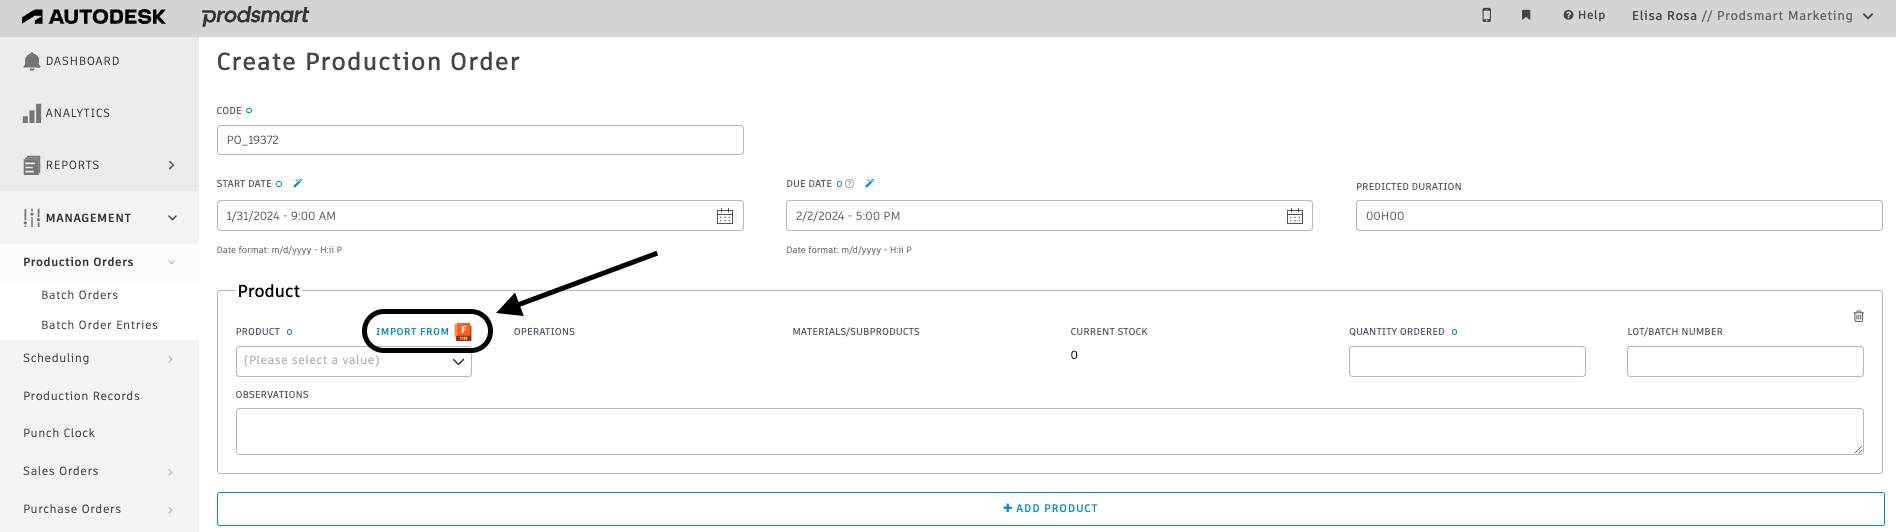 AUTODESK prodsmart Help Elisa Rosa // Prodsmart Marketing
DASHBOARD
ANALYTICS
REPORTS
MANAGEMENT
Production Orders
Batch Orders
Batch Order Entries
Scheduling
Production Records
Punch Clock
Sales Orders
Purchase Orders
Create Production Order
CODE
PO_19372
START DATE DUE DATE PREDICTED DURATION
1/31/2024 - 9:00 AM 2/2/2024 - 5:00 PM 00H00
Date format: m/d/yyyy - H:ii P Date format: m/d/yyyy - H:ii P
Product
PRODUCT IMPORT FROM F OPERATIONS MATERIALS/SUBPRODUCTS CURRENT STOCK QUANTITY ORDERED LOT/BATCH NUMBER
(Please select a value) 0
OBSERVATIONS
+ ADD PRODUCT